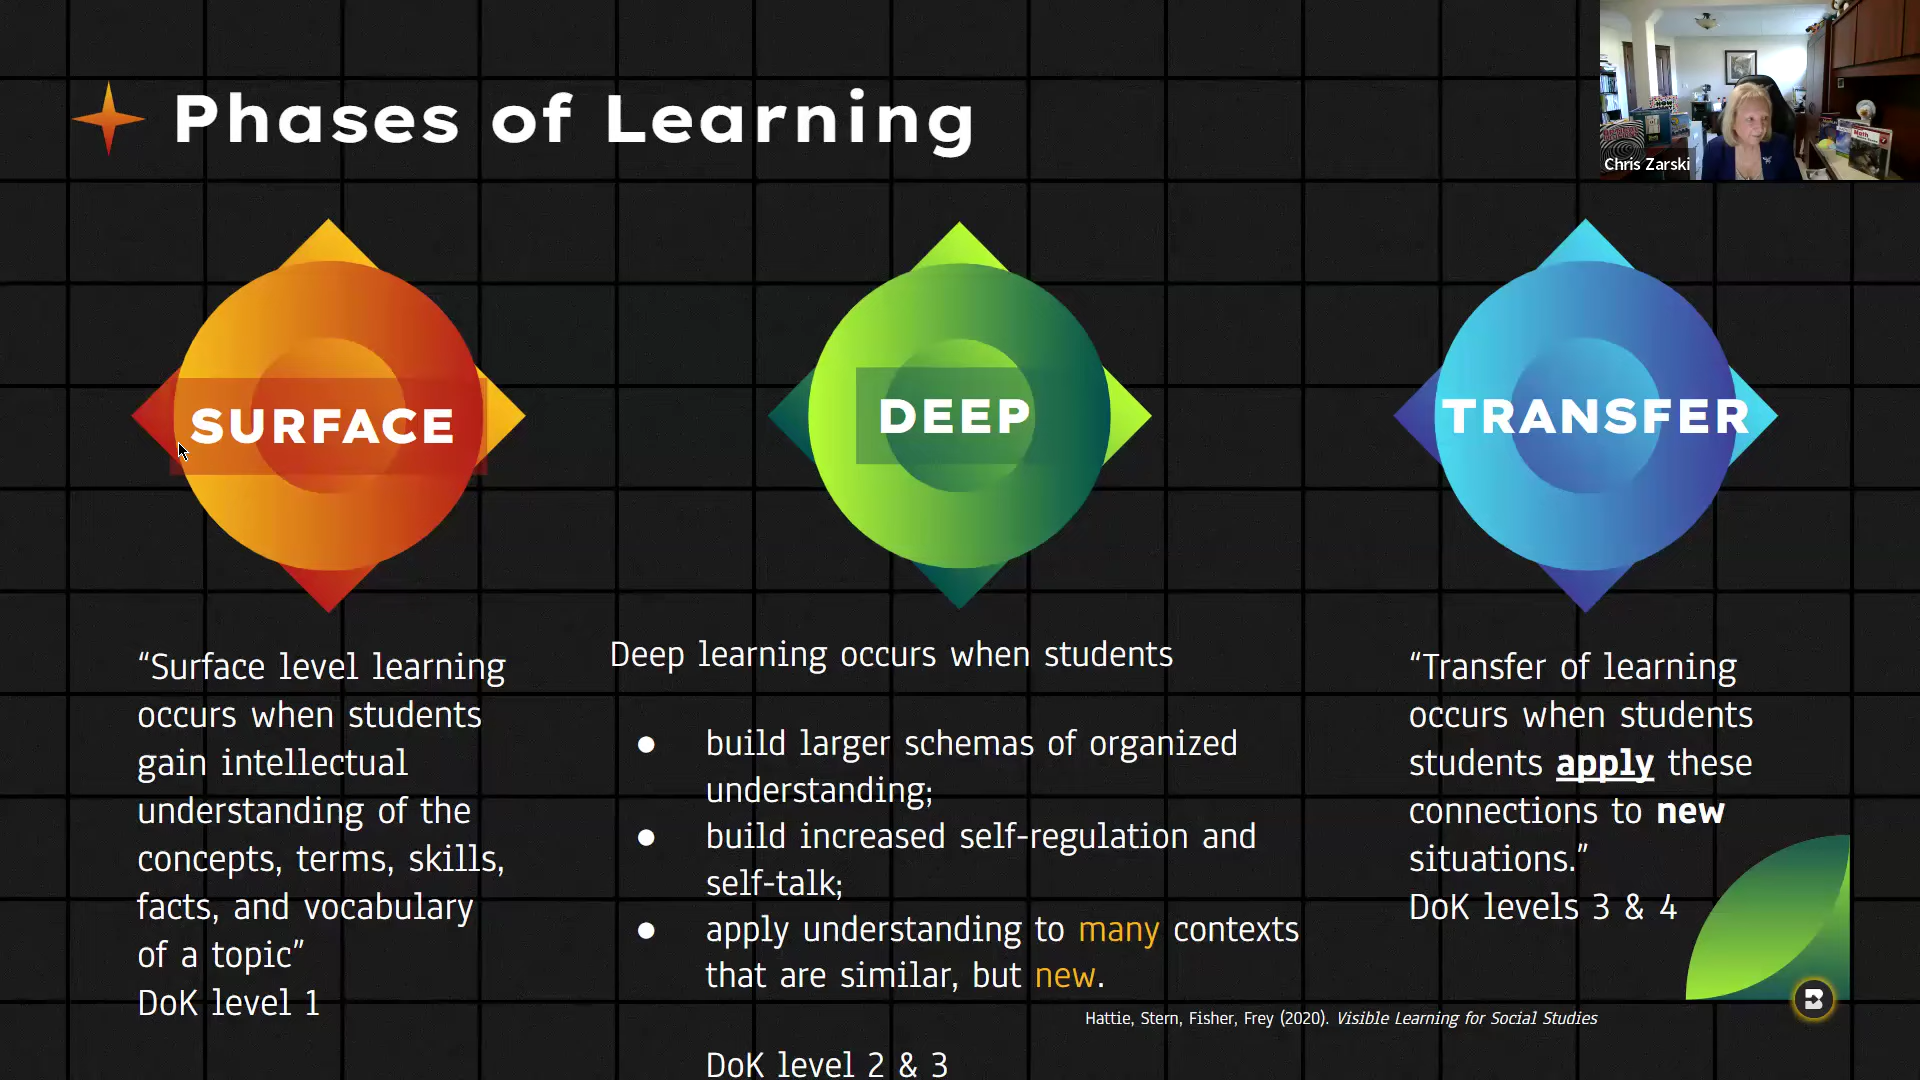 Phases of Learning
Chris Zarski
SURFACE
DEEP
TRANSFER
“Surface level learning
occurs when students
gain intellectual
understanding of the
concepts, terms, skills,
facts, and vocabulary
of a topic”
DoK level 1
Deep learning occurs when students
● build larger schemas of organized
understanding;
● build increased self-regulation and
self-talk;
● apply understanding to many contexts
that are similar, but new.
DoK level 2 & 3
“Transfer of learning
occurs when students
students apply these
connections to new
situations.”
DoK levels 3 & 4
Hattie, Stern, Fisher, Frey (2020). Visible Learning for Social Studies